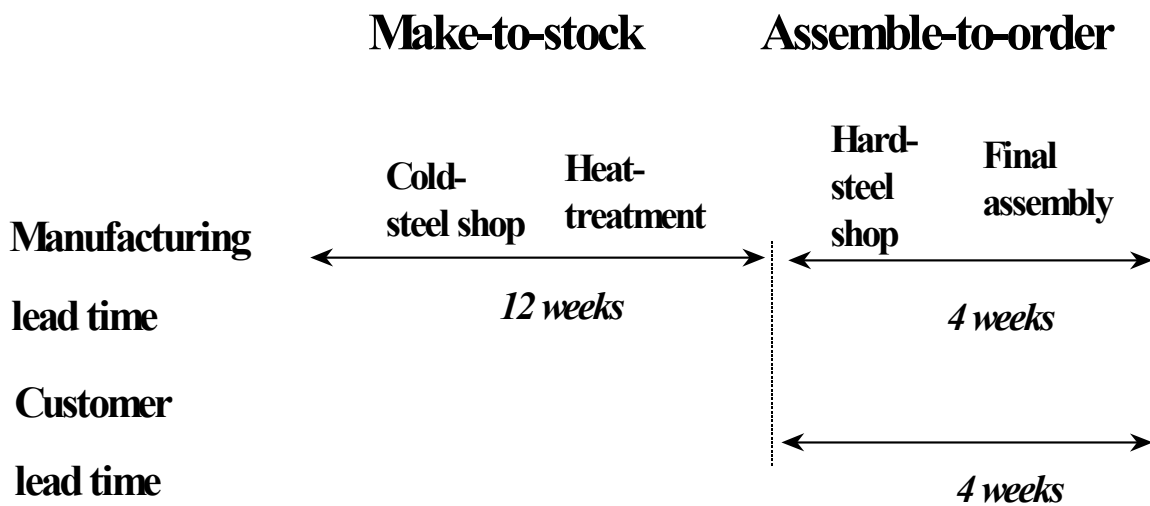 Make-to-stock Assemble-to-order
Cold-
steel shop
Heat-
treatment
Hard-
steel
shop
Final
assembly
Manufacturing
lead time
12 weeks
4 weeks
Customer
lead time
4 weeks